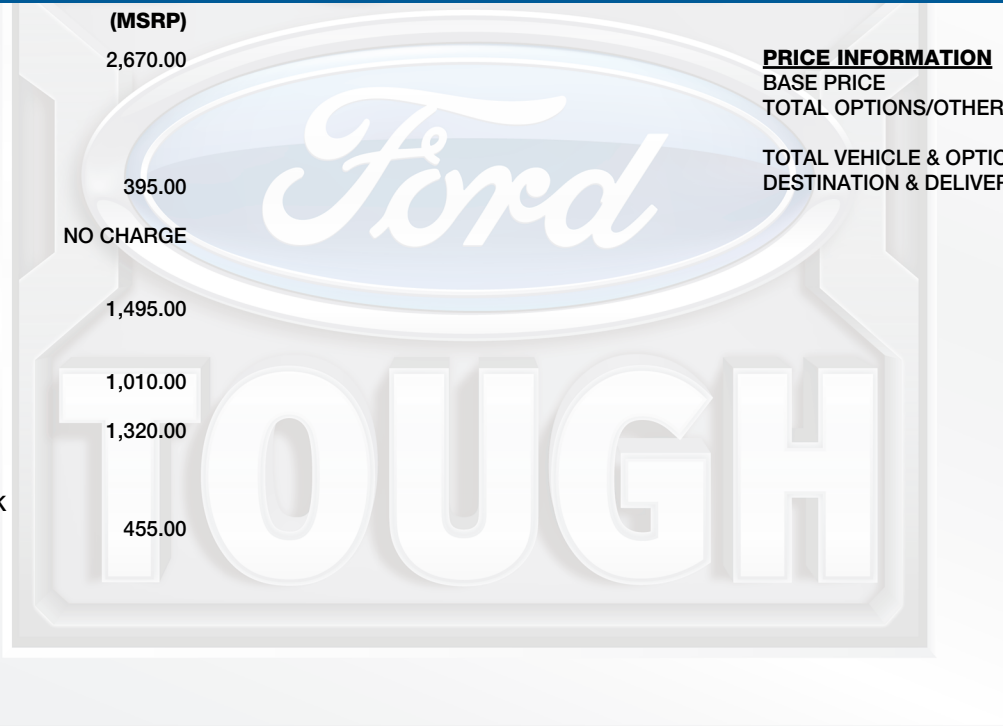 (MSRP)
2,670.00
395.00
NO CHARGE
1,495.00
1,010.00
1,320.00
K
455.00
PRICE INFORMATION
BASE PRICE
TOTAL OPTIONS/OTHER
TOTAL VEHICLE & OPTIO
DESTINATION & DELIVER
Ford
TOUGH